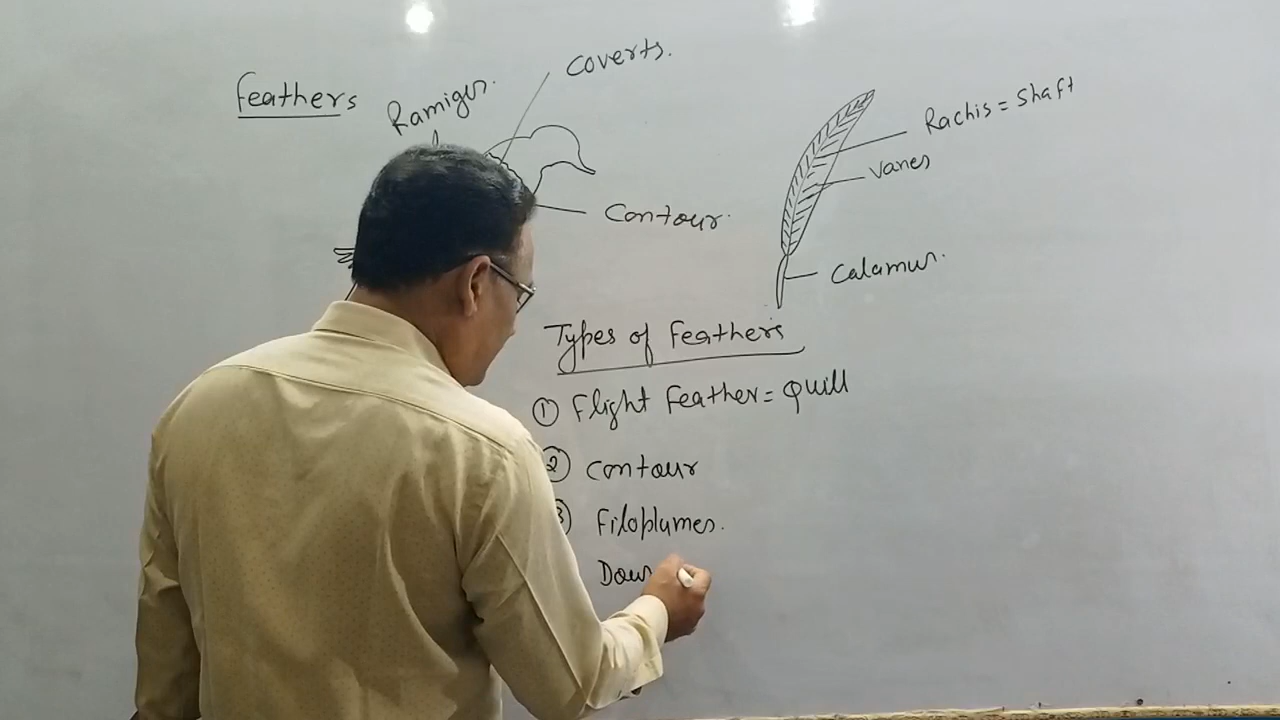 Feathers
Ramiges.
Coverts.
Contour.
Rachis = Shaft
Vanes
Calamus.
Types of Feathers
① Flight Feather = Quill
② Contour
③ Filoplumes.
Down